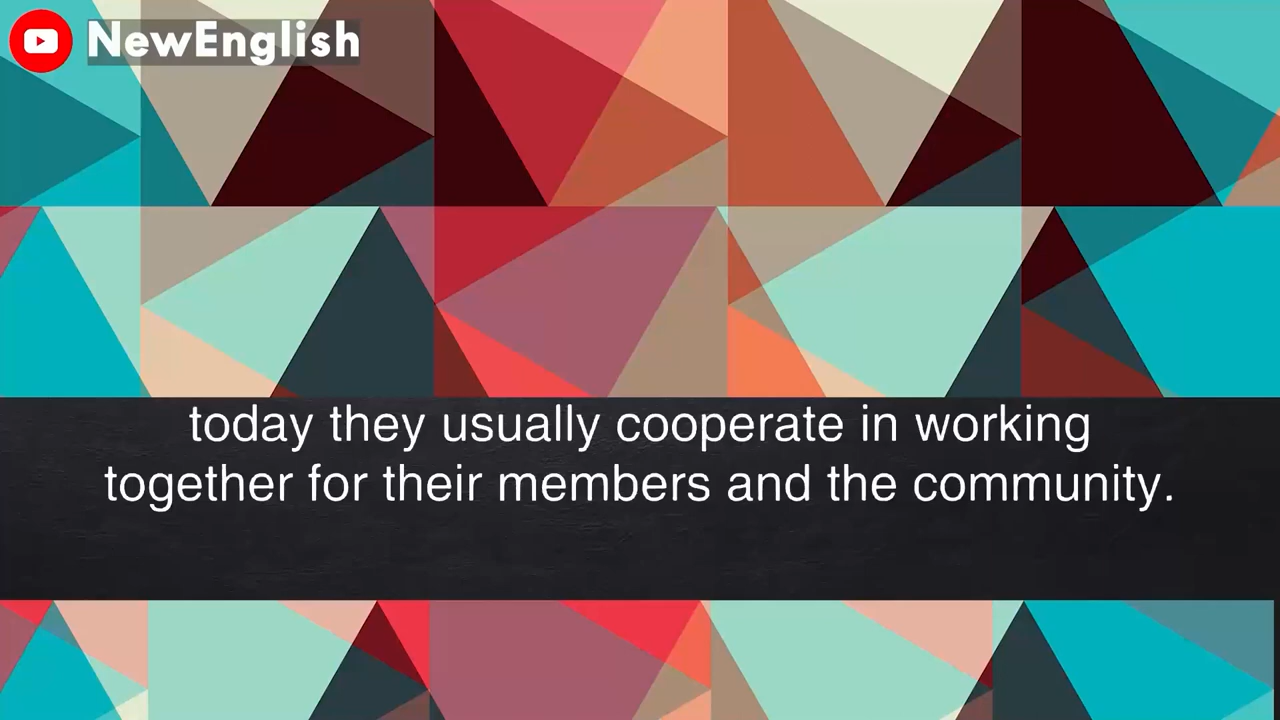 NewEnglish
today they usually cooperate in working
together for their members and the community.